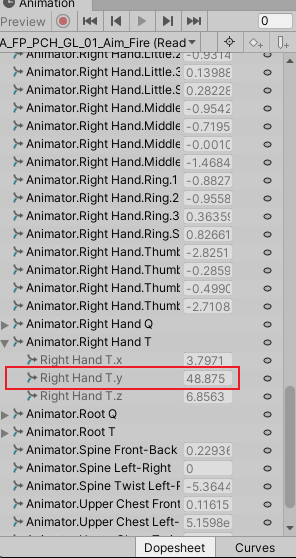 Animation
Preview
0
A_FP_PCH_GL_01_Aim_Fire (Read
Animator.Right Hand.Little.2 -0.9314
Animator.Right Hand.Little.3 0.13988
Animator.Right Hand.Little.S 0.28228
Animator.Right Hand.Middle -0.9542
Animator.Right Hand.Middle -0.7195
Animator.Right Hand.Middle -0.0010
Animator.Right Hand.Middle -1.4684
Animator.Right Hand.Ring.1 -0.8827
Animator.Right Hand.Ring.2 -0.9558
Animator.Right Hand.Ring.3 0.36359
Animator.Right Hand.Ring.S 0.82661
Animator.Right Hand.Thumb -2.8251
Animator.Right Hand.Thumb -0.2859
Animator.Right Hand.Thumb -0.4990
Animator.Right Hand.Thumb -2.7108
Animator.Right Hand Q
Animator.Right Hand T
Right Hand T.x 3.7971
Right Hand T.y 48.875
Right Hand T.z 6.8563
Animator.Root Q
Animator.Root T
Animator.Spine Front-Back 0.22936
Animator.Spine Left-Right 0
Animator.Spine Twist Left-R -5.3644
Animator.Upper Chest Front 0.11615
Animator.Upper Chest Left- 5.1598e
Dopesheet Curves